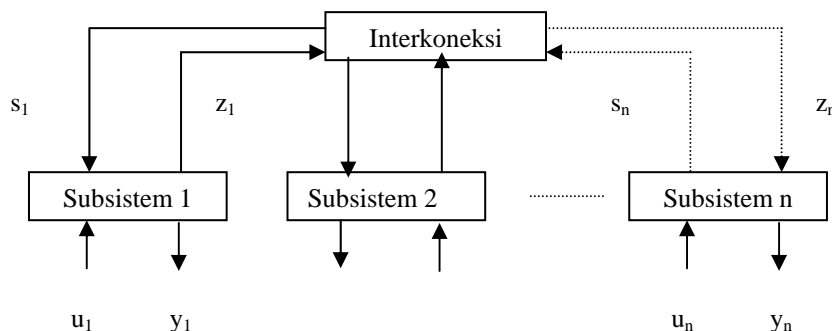 Interkoneksi
s₁ z₁ sₙ zₙ
Subsistem 1 Subsistem 2 Subsistem n
u₁ y₁ uₙ yₙ